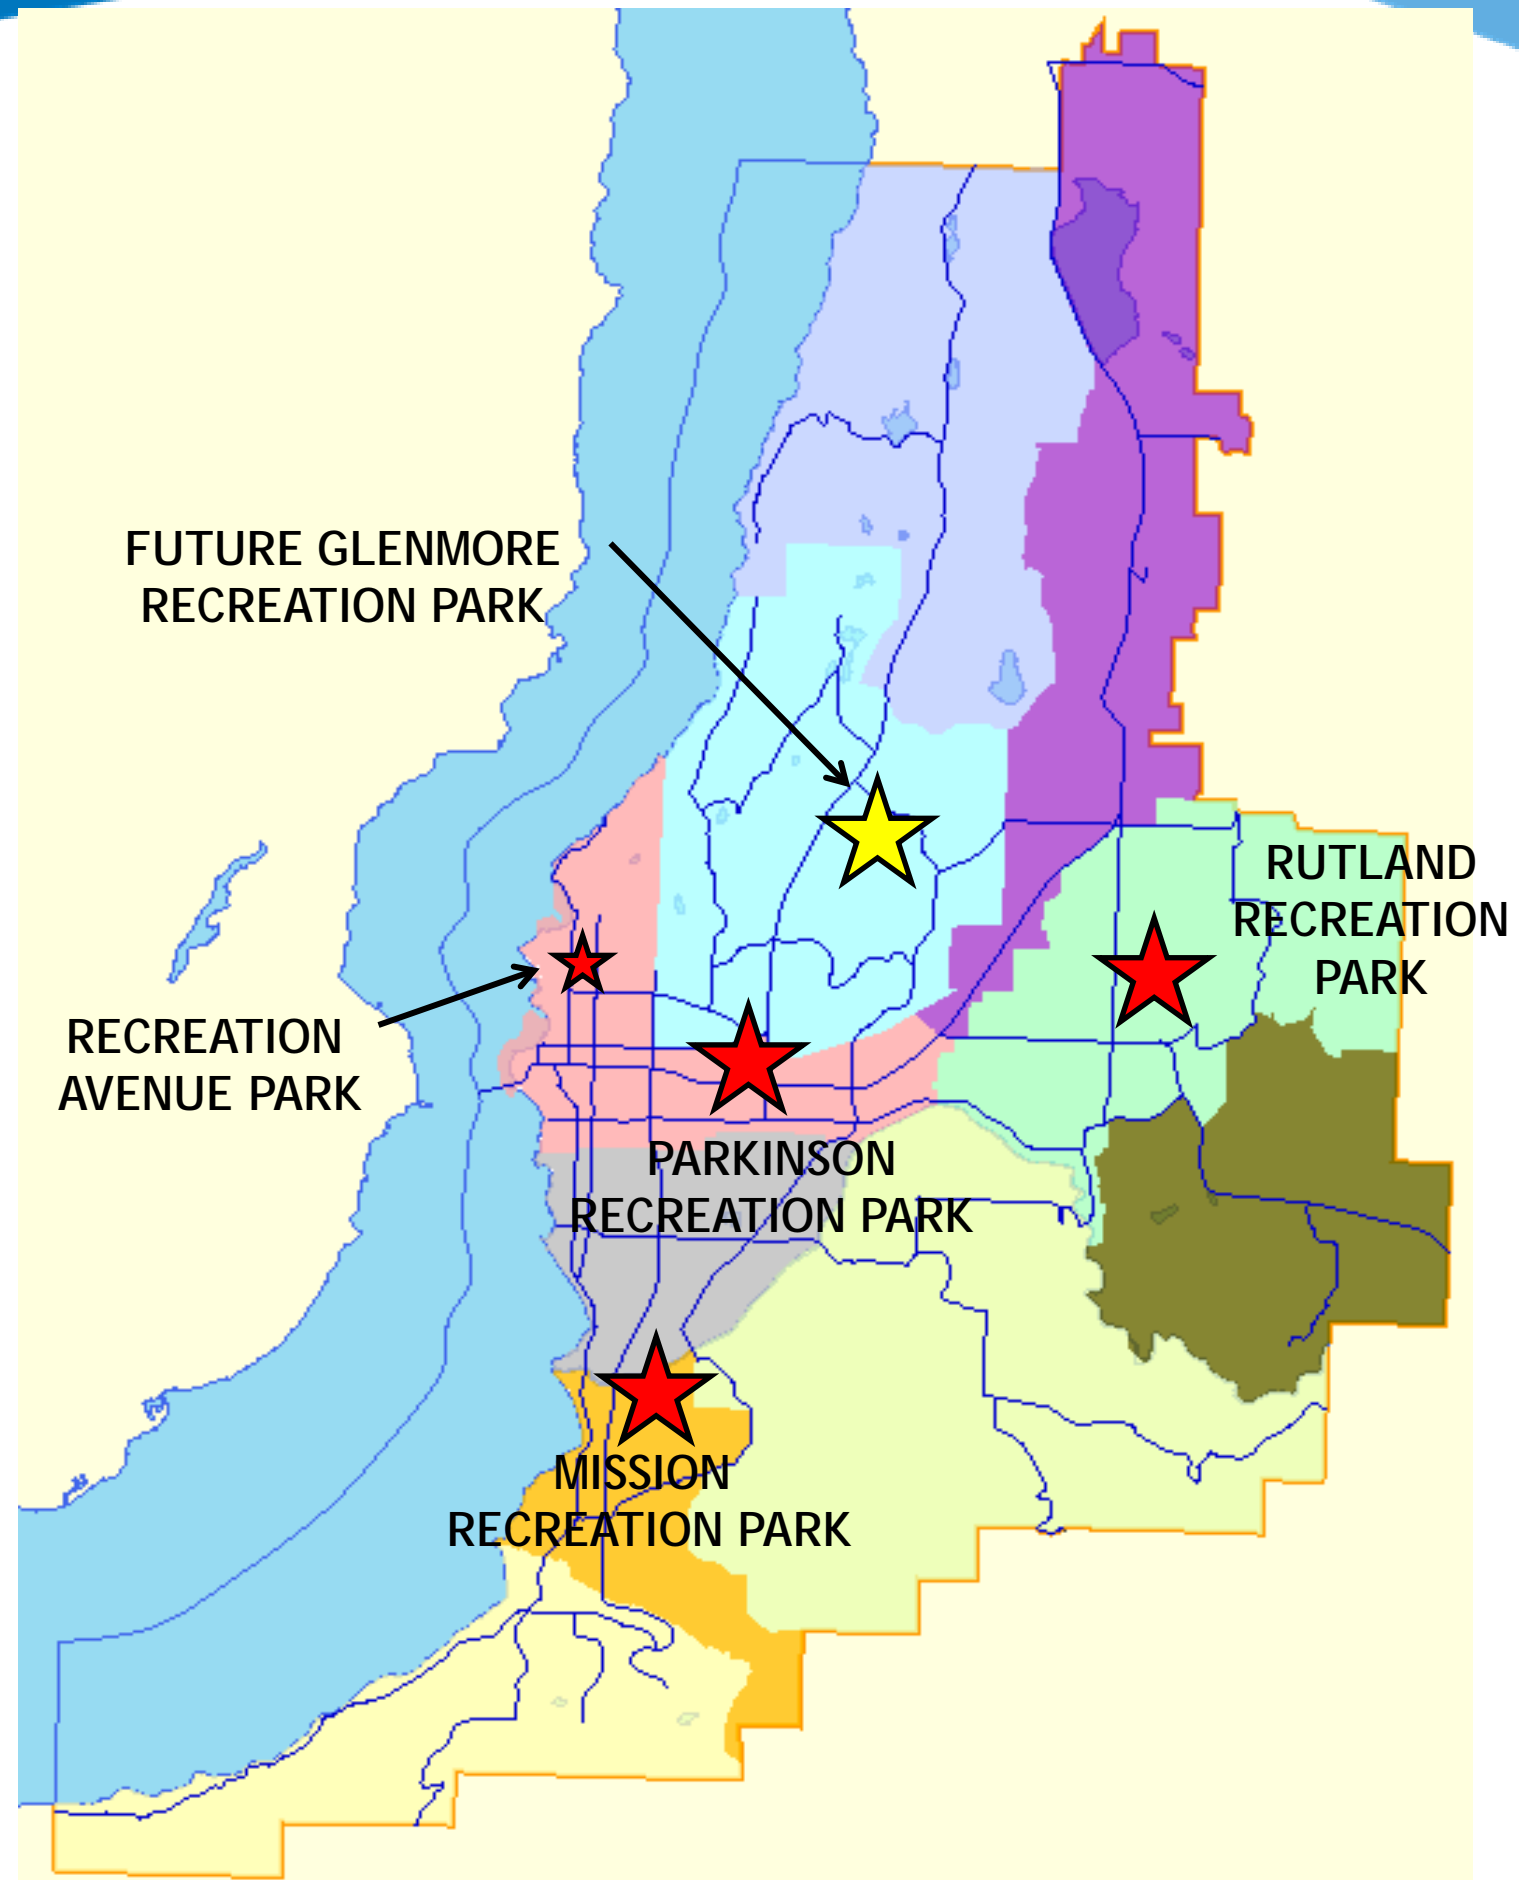 FUTURE GLENMORE
RECREATION PARK
RUTLAND
RECREATION
PARK
RECREATION
AVENUE PARK
PARKINSON
RECREATION PARK
MISSION
RECREATION PARK